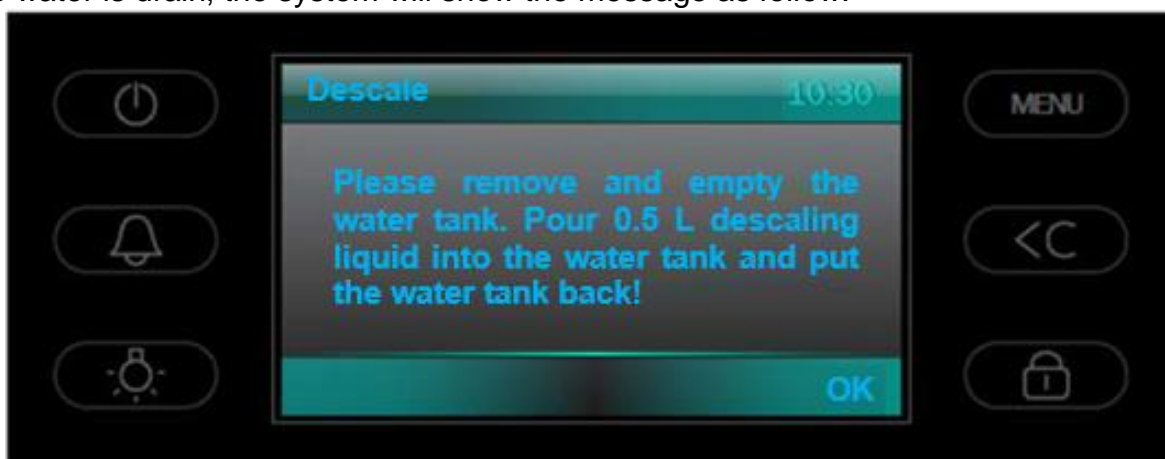 water is drain, the system will show the message as follow:
Descale 10:30
MENU
Please remove and empty the
water tank. Pour 0.5 L descaling
liquid into the water tank and put
the water tank back!
<C
OK